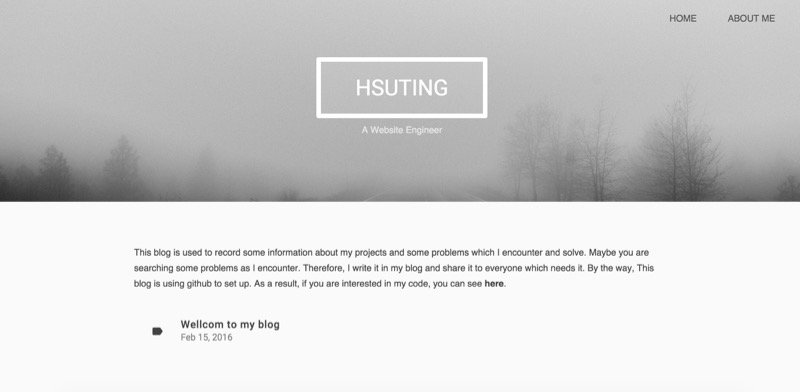 HOME ABOUT ME
HSUTING
A Website Engineer
This blog is used to record some information about my projects and some problems which I encounter and solve. Maybe you are
searching some problems as I encounter. Therefore, I write it in my blog and share it to everyone which needs it. By the way, This
blog is using github to set up. As a result, if you are interested in my code, you can see here.
Wellcom to my blog
Feb 15, 2016